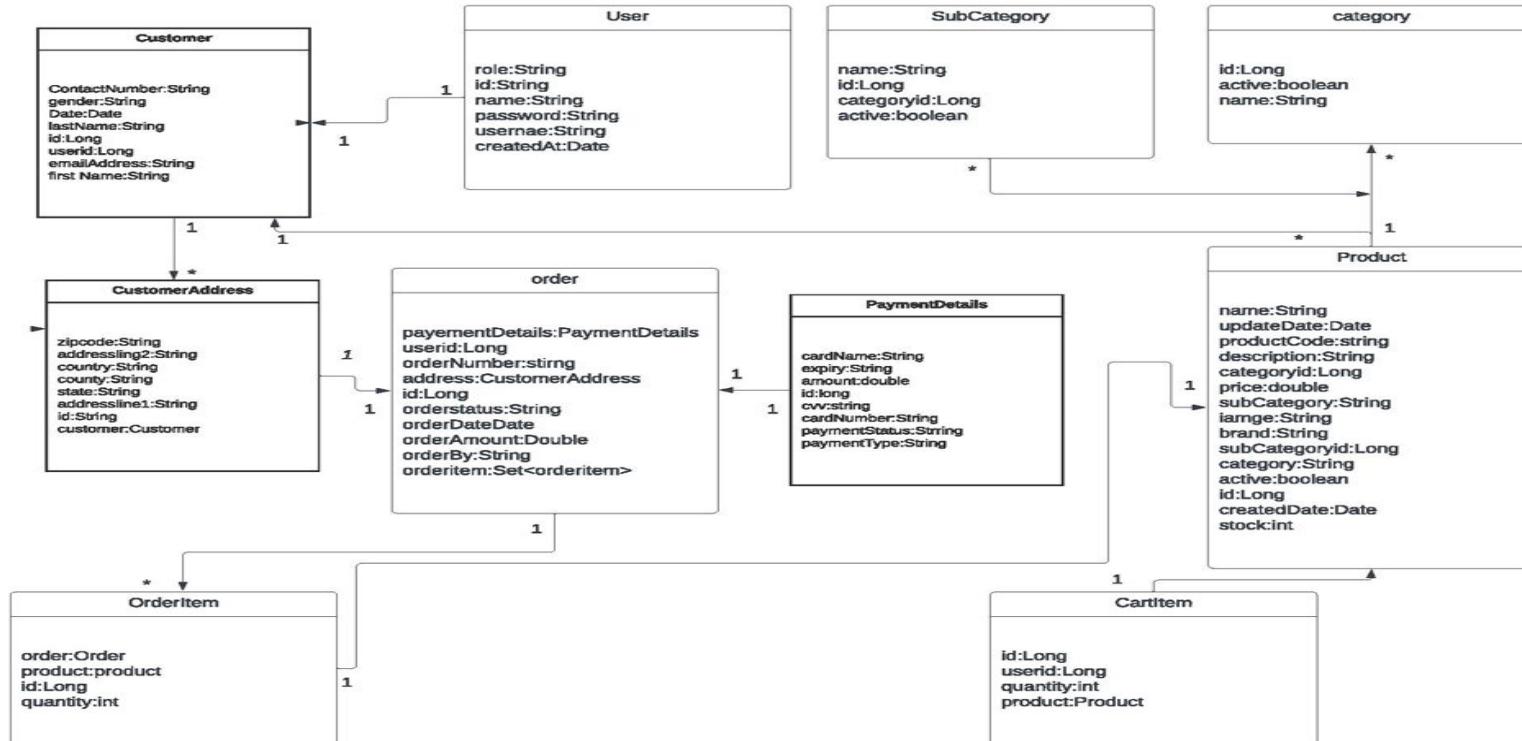 Customer
ContactNumber:String
gender:String
Date:Date
lastName:String
id:Long
userid:Long
emailAddress:String
first Name:String
1
1
User
role:String
id:String
name:String
password:String
usernae:String
createdAt:Date
SubCategory
name:String
id:Long
categoryid:Long
active:boolean
*
category
id:Long
active:boolean
name:String
*
1
*
1
1
*
CustomerAddress
zipcode:String
addressling2:String
country:String
county:String
state:String
addressline1:String
id:String
customer:Customer
1
1
order
payementDetails:PaymentDetails
userid:Long
orderNumber:stirng
address:CustomerAddress
id:Long
orderstatus:String
orderDateDate
orderAmount:Double
orderBy:String
orderitem:Set<orderitem>
1
1
1
PaymentDetails
cardName:String
expiry:String
amount:double
id:long
cvv:string
cardNumber:String
paymentStatus:Strring
paymentType:String
1
Product
name:String
updateDate:Date
productCode:string
description:String
categoryid:Long
price:double
subCategory:String
iamge:String
brand:String
subCategoryid:Long
category:String
active:boolean
id:Long
createdDate:Date
stock:int
*
OrderItem
order:Order
product:product
id:Long
quantity:int
1
1
CartItem
id:Long
userid:Long
quantity:int
product:Product